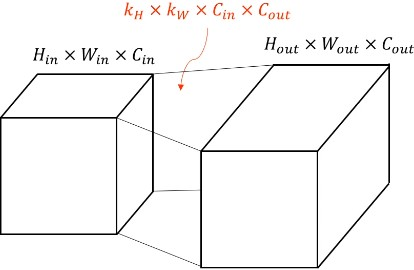 k_H × k_W × C_in × C_out
H_in × W_in × C_in
H_out × W_out × C_out